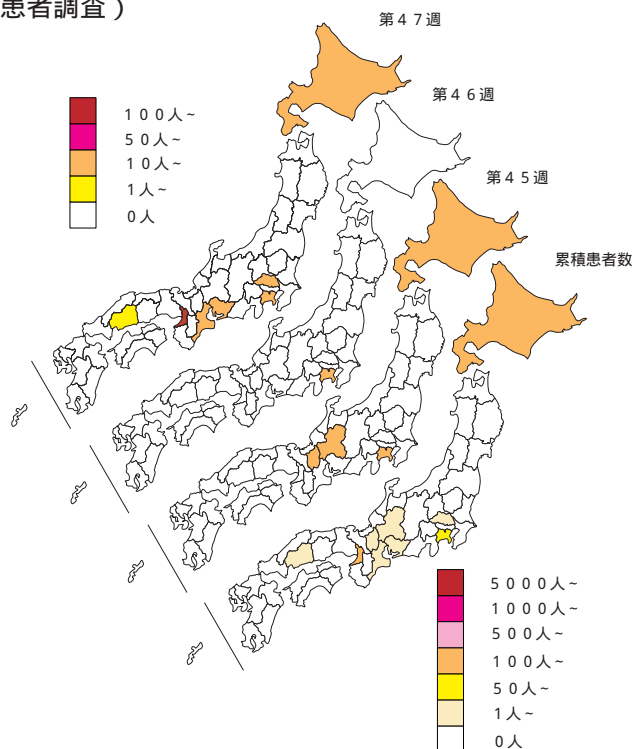 患者調査）
第４７週
第４６週
第４５週
累積患者数
１００人~
５０人~
１０人~
１人~
０人
５０００人~
１０００人~
５００人~
１００人~
５０人~
１人~
０人